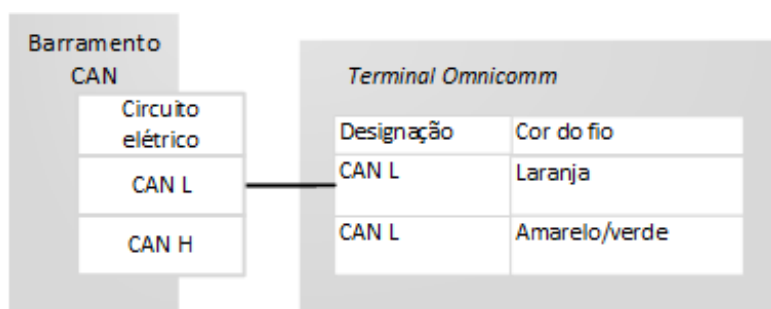 Barramento
CAN
Terminal Omnicomm
Circuito
elétrico
Designação Cor do fio
CAN L
CAN L Laranja
CAN H
CAN L Amarelo/verde